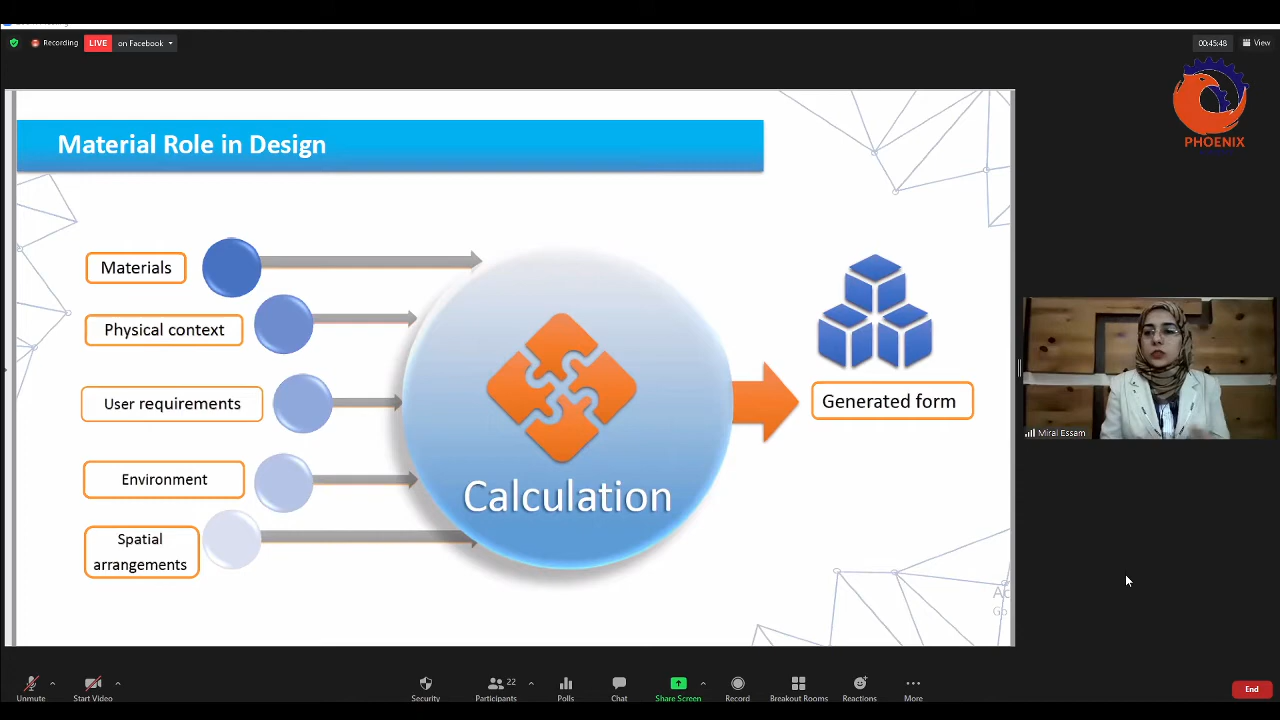 Recording
LIVE
on Facebook
00:45:48
View
PHOENIX
Material Role in Design
Materials
Physical context
User requirements
Environment
Spatial
arrangements
Calculation
Generated form
Miral Essam
Unmute
Start Video
Security
Participants
22
Polls
Chat
Share Screen
Record
Breakout Rooms
Reactions
More
End